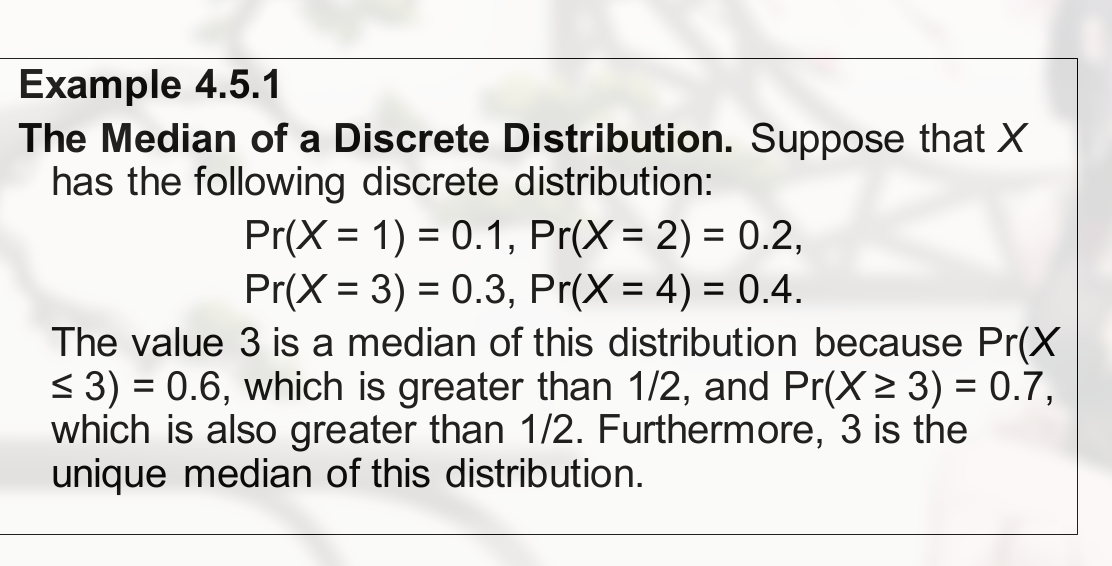 Example 4.5.1
The Median of a Discrete Distribution. Suppose that X
has the following discrete distribution:
Pr(X = 1) = 0.1, Pr(X = 2) = 0.2,
Pr(X = 3) = 0.3, Pr(X = 4) = 0.4.
The value 3 is a median of this distribution because Pr(X
≤ 3) = 0.6, which is greater than 1/2, and Pr(X ≥ 3) = 0.7,
which is also greater than 1/2. Furthermore, 3 is the
unique median of this distribution.